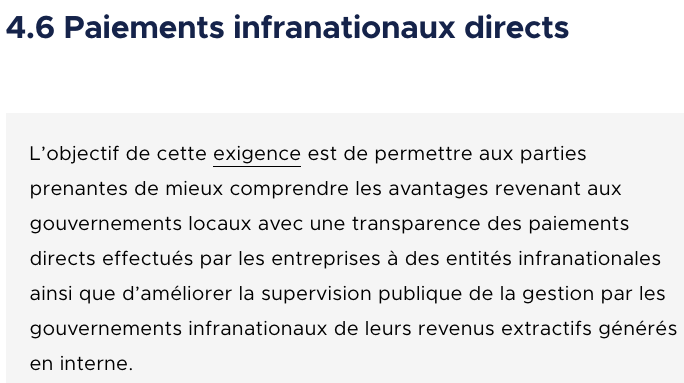 4.6 Paiements infranationaux directs
L’objectif de cette exigence est de permettre aux parties
prenantes de mieux comprendre les avantages revenant aux
gouvernements locaux avec une transparence des paiements
directs effectués par les entreprises à des entités infranationales
ainsi que d’améliorer la supervision publique de la gestion par les
gouvernements infranationaux de leurs revenus extractifs générés
en interne.